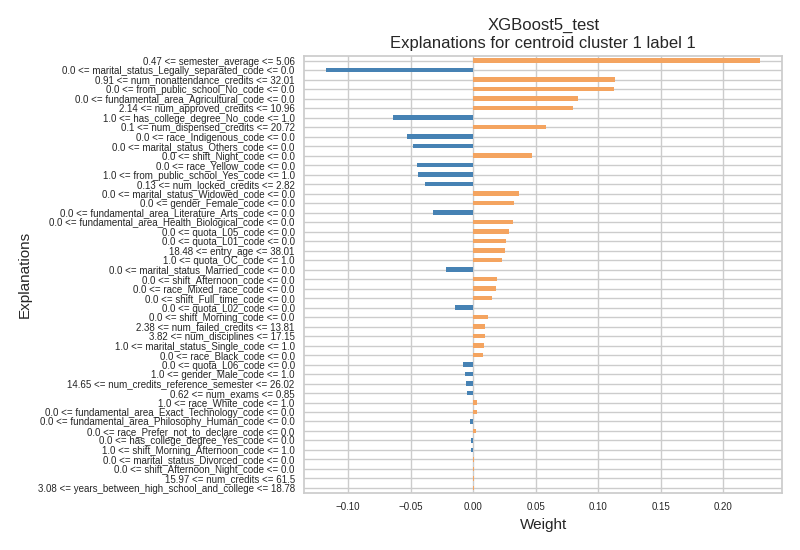 XGBoost5_test
Explanations for centroid cluster 1 label 1
0.47 <= semester_average <= 5.06
0.0 <= marital_status_Legally_separated_code <= 0.0
0.91 <= num_nonattendance_credits <= 32.01
0.0 <= from_public_school_No_code <= 0.0
0.0 <= fundamental_area_Agricultural_code <= 0.0
2.14 <= num_approved_credits <= 10.96
1.0 <= has_college_degree_No_code <= 1.0
0.1 <= num_dispensed_credits <= 20.72
0.0 <= race_Indigenous_code <= 0.0
0.0 <= marital_status_Others_code <= 0.0
0.0 <= shift_Night_code <= 0.0
0.0 <= race_Yellow_code <= 0.0
1.0 <= from_public_school_Yes_code <= 1.0
0.13 <= num_locked_credits <= 2.82
0.0 <= marital_status_Widowed_code <= 0.0
0.0 <= gender_Female_code <= 0.0
0.0 <= fundamental_area_Literature_Arts_code <= 0.0
0.0 <= fundamental_area_Health_Biological_code <= 0.0
0.0 <= quota_L05_code <= 0.0
0.0 <= quota_L01_code <= 0.0
18.48 <= entry_age <= 38.01
1.0 <= quota_OC_code <= 1.0
0.0 <= marital_status_Married_code <= 0.0
0.0 <= shift_Afternoon_code <= 0.0
0.0 <= race_Mixed_race_code <= 0.0
0.0 <= shift_Full_time_code <= 0.0
0.0 <= quota_L02_code <= 0.0
0.0 <= shift_Morning_code <= 0.0
2.38 <= num_failed_credits <= 13.81
3.82 <= num_disciplines <= 17.15
1.0 <= marital_status_Single_code <= 1.0
0.0 <= race_Black_code <= 0.0
0.0 <= quota_L06_code <= 0.0
1.0 <= gender_Male_code <= 1.0
14.65 <= num_credits_reference_semester <= 26.02
0.62 <= num_exams <= 0.85
1.0 <= race_White_code <= 1.0
0.0 <= fundamental_area_Exact_Technology_code <= 0.0
0.0 <= fundamental_area_Philosophy_Human_code <= 0.0
0.0 <= race_Prefer_not_to_declare_code <= 0.0
0.0 <= has_college_degree_Yes_code <= 0.0
1.0 <= shift_Morning_Afternoon_code <= 1.0
0.0 <= marital_status_Divorced_code <= 0.0
0.0 <= shift_Afternoon_Night_code <= 0.0
15.97 <= num_credits <= 61.5
3.08 <= years_between_high_school_and_college <= 18.78
Explanations
−0.10 −0.05 0.00 0.05 0.10 0.15 0.20
Weight